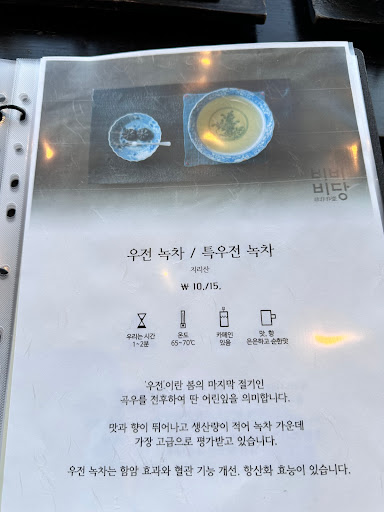 비비
비당
우전 녹차 / 특우전 녹차
지리산
₩ 10./15.
우리는 시간
1~2분
온도
65~70℃
카페인
있음
맛, 향
은은하고 순한맛
'우전'이란 봄의 마지막 절기인
곡우를 전후하여 딴 어린잎을 의미합니다.
맛과 향이 뛰어나고 생산량이 적어 녹차 가운데
가장 고급으로 평가받고 있습니다.
우전 녹차는 항암 효과와 혈관 기능 개선, 항산화 효능이 있습니다.